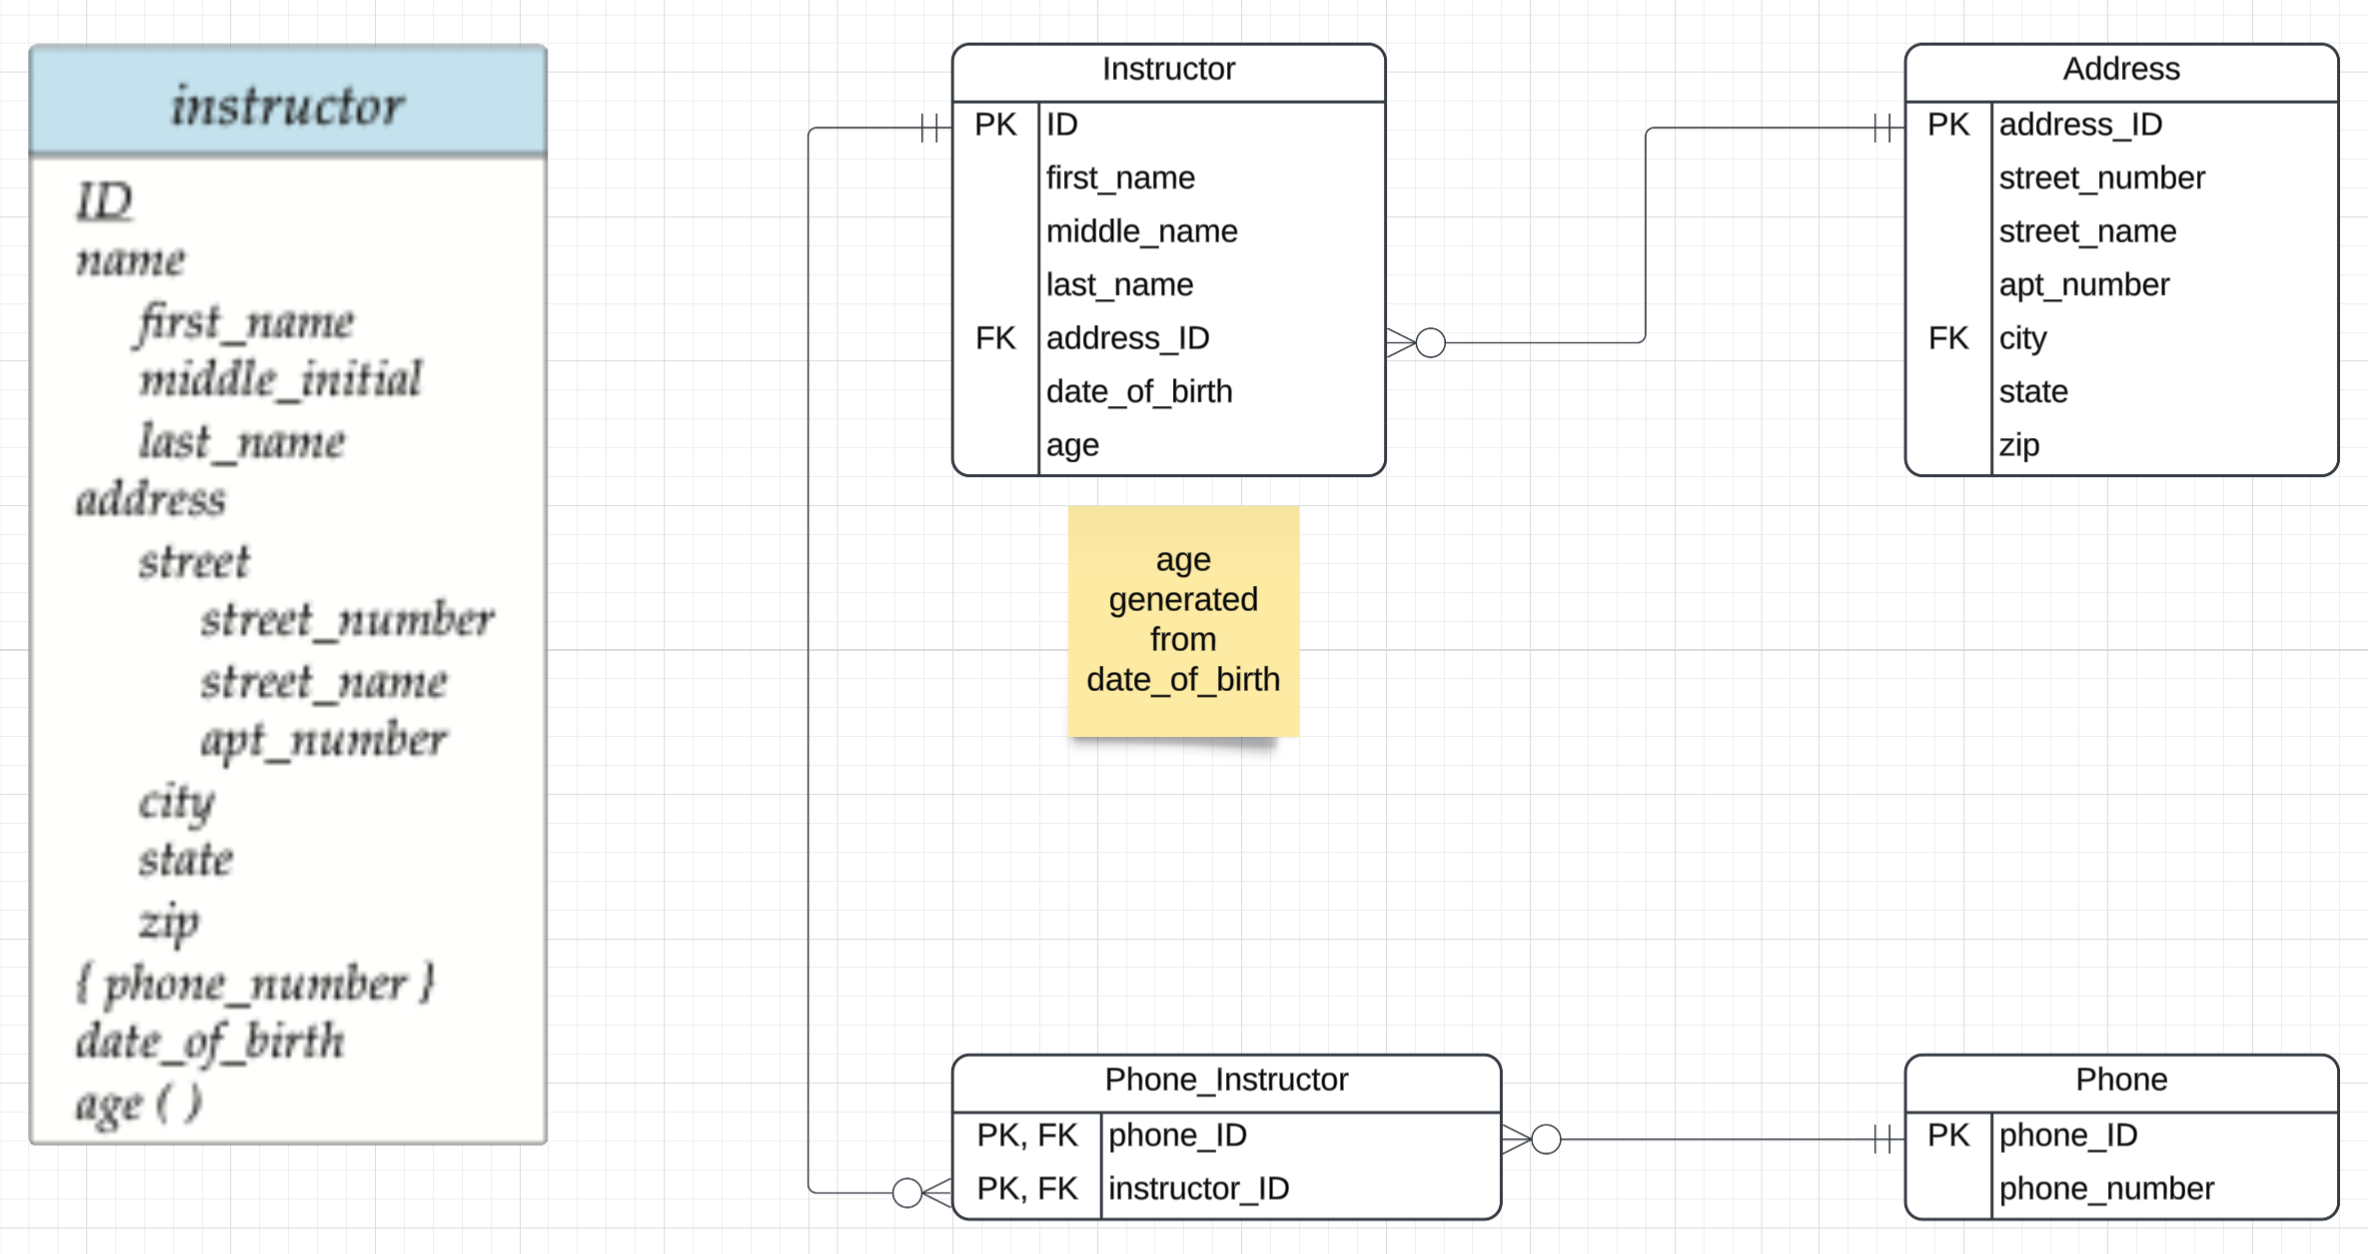 instructor
ID
name
first_name
middle_initial
last_name
address
street
street_number
street_name
apt_number
city
state
zip
{ phone_number }
date_of_birth
age ( )
Instructor
PK ID
first_name
middle_name
last_name
FK address_ID
date_of_birth
age
age
generated
from
date_of_birth
Address
PK address_ID
street_number
street_name
apt_number
FK city
state
zip
Phone_Instructor
PK, FK phone_ID
PK, FK instructor_ID
Phone
PK phone_ID
phone_number